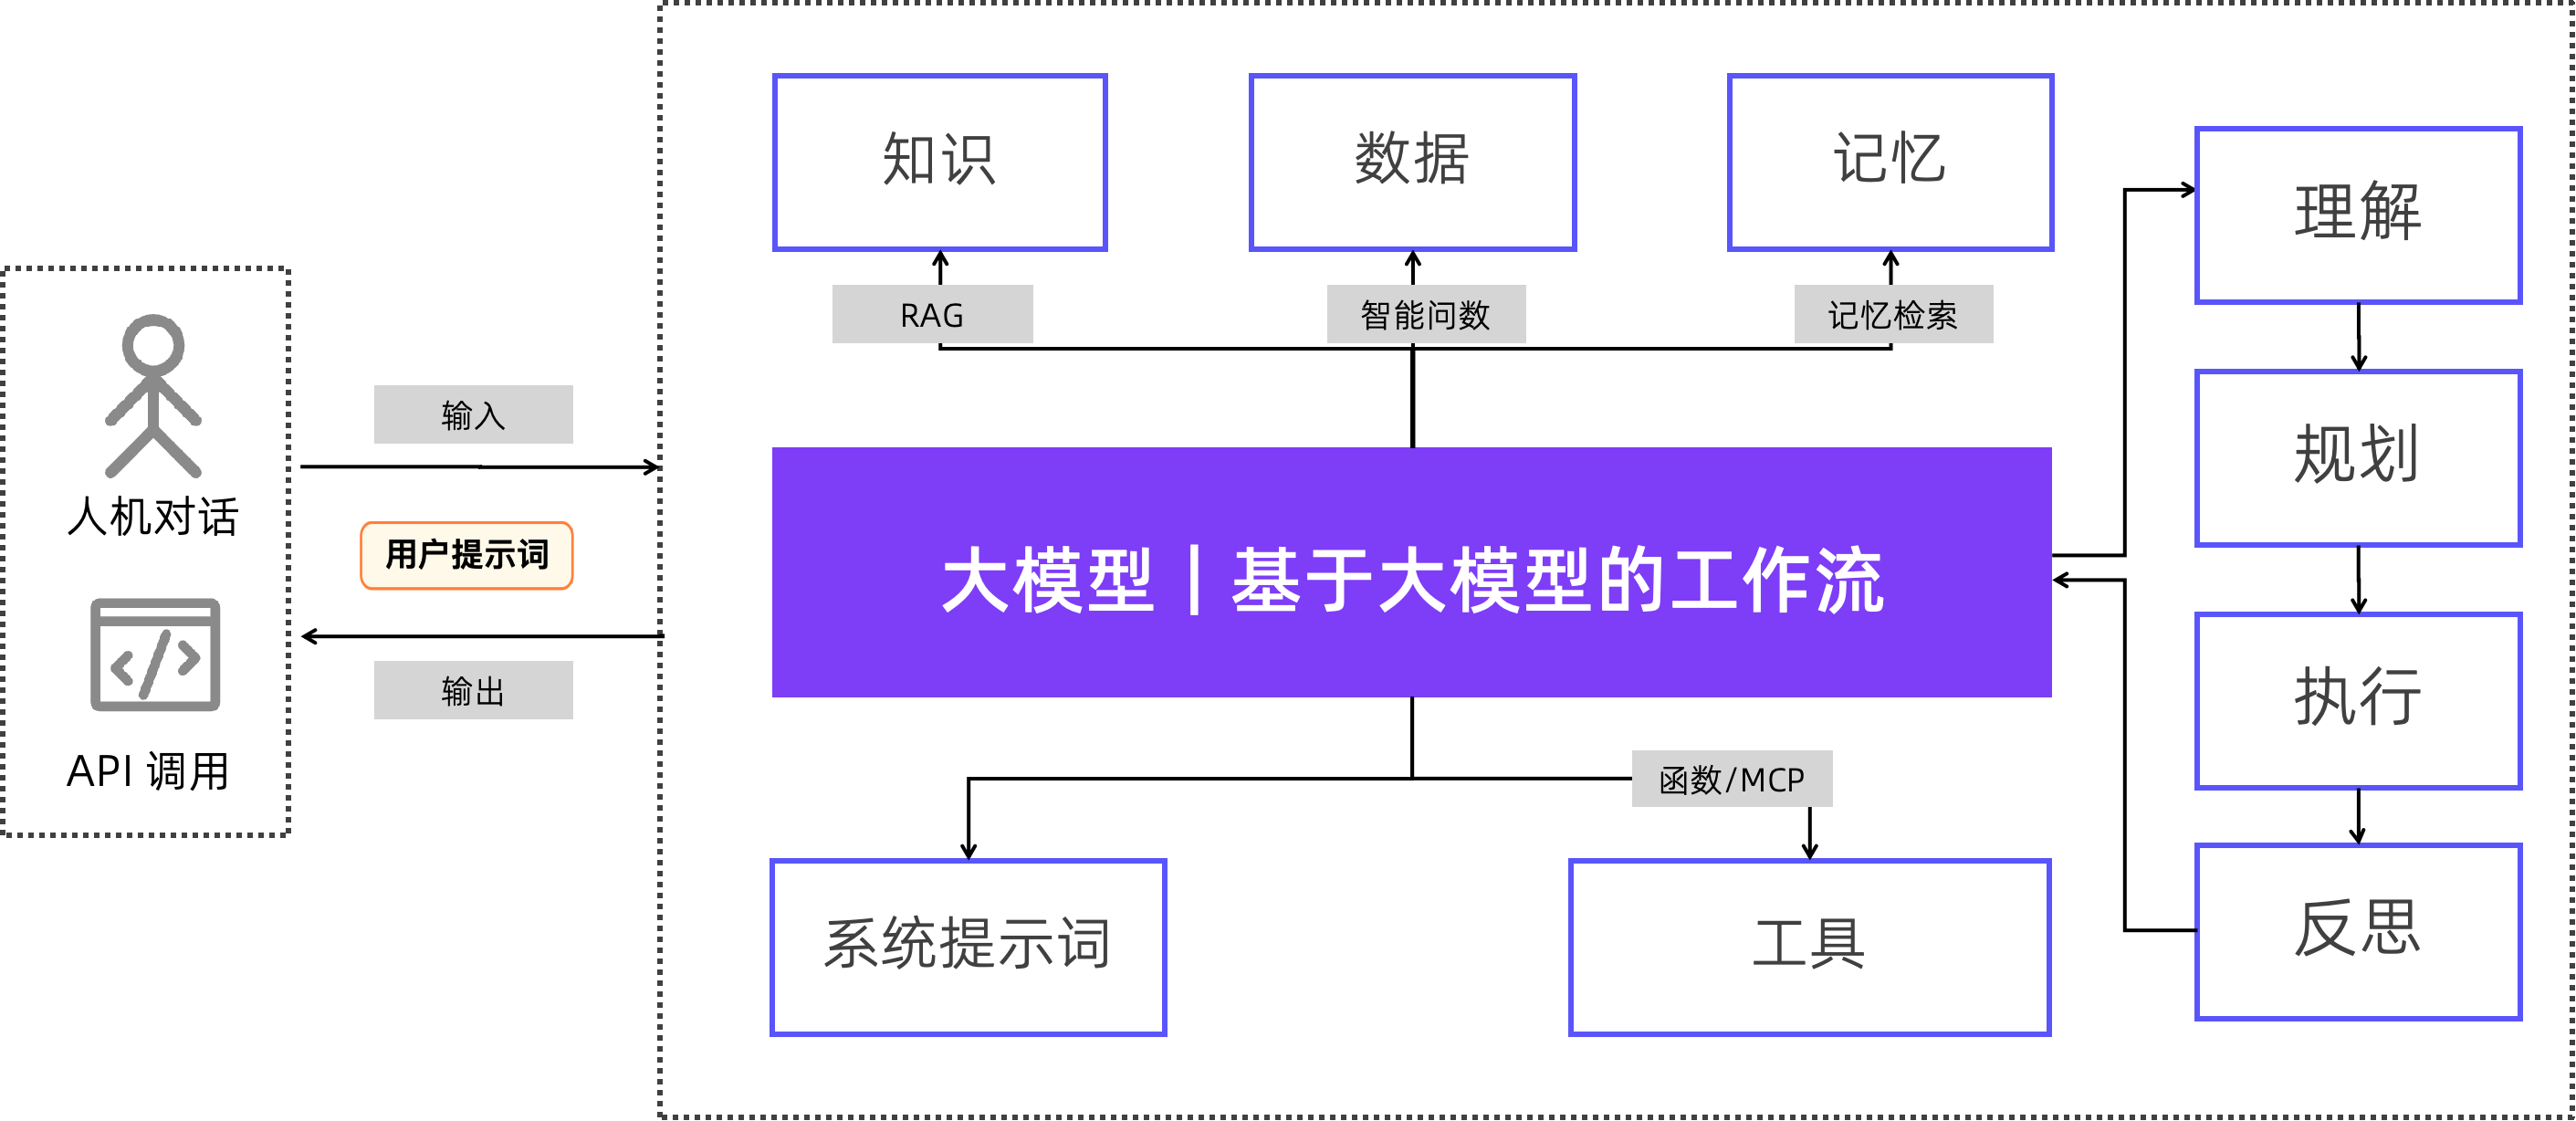 人机对话
API 调用
输入
用户提示词
输出
知识
数据
记忆
RAG
智能问数
记忆检索
大模型｜基于大模型的工作流
函数/MCP
系统提示词
工具
理解
规划
执行
反思